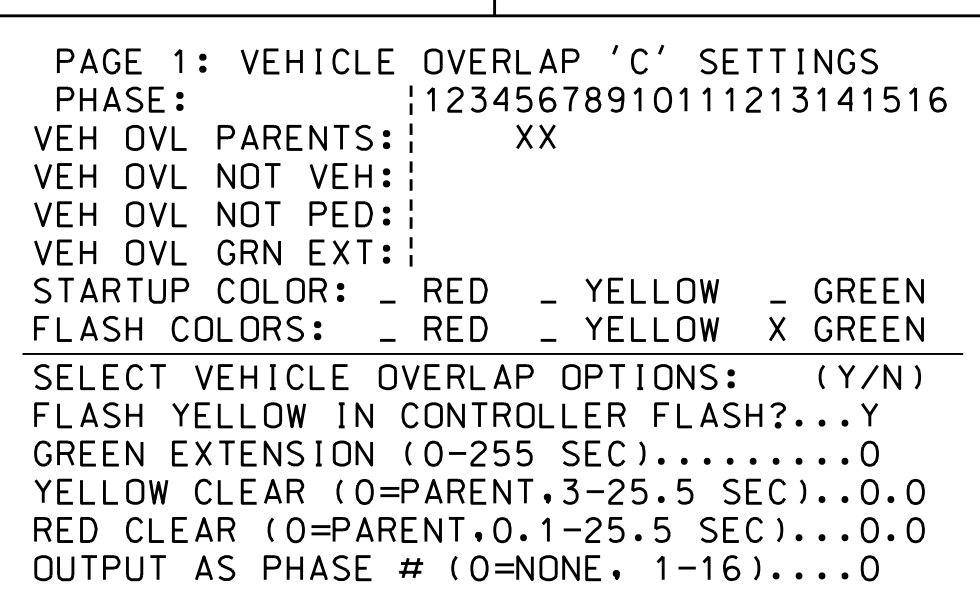 PAGE 1: VEHICLE OVERLAP 'C' SETTINGS
PHASE: ¦12345678910111213141516
VEH OVL PARENTS:¦ XX
VEH OVL NOT VEH:¦
VEH OVL NOT PED:¦
VEH OVL GRN EXT:¦
STARTUP COLOR: _ RED _ YELLOW _ GREEN
FLASH COLORS: _ RED _ YELLOW X GREEN
SELECT VEHICLE OVERLAP OPTIONS: (Y/N)
FLASH YELLOW IN CONTROLLER FLASH?...Y
GREEN EXTENSION (0-255 SEC).........0
YELLOW CLEAR (0=PARENT,3-25.5 SEC)..0.0
RED CLEAR (0=PARENT,0.1-25.5 SEC)...0.0
OUTPUT AS PHASE # (0=NONE, 1-16)....0